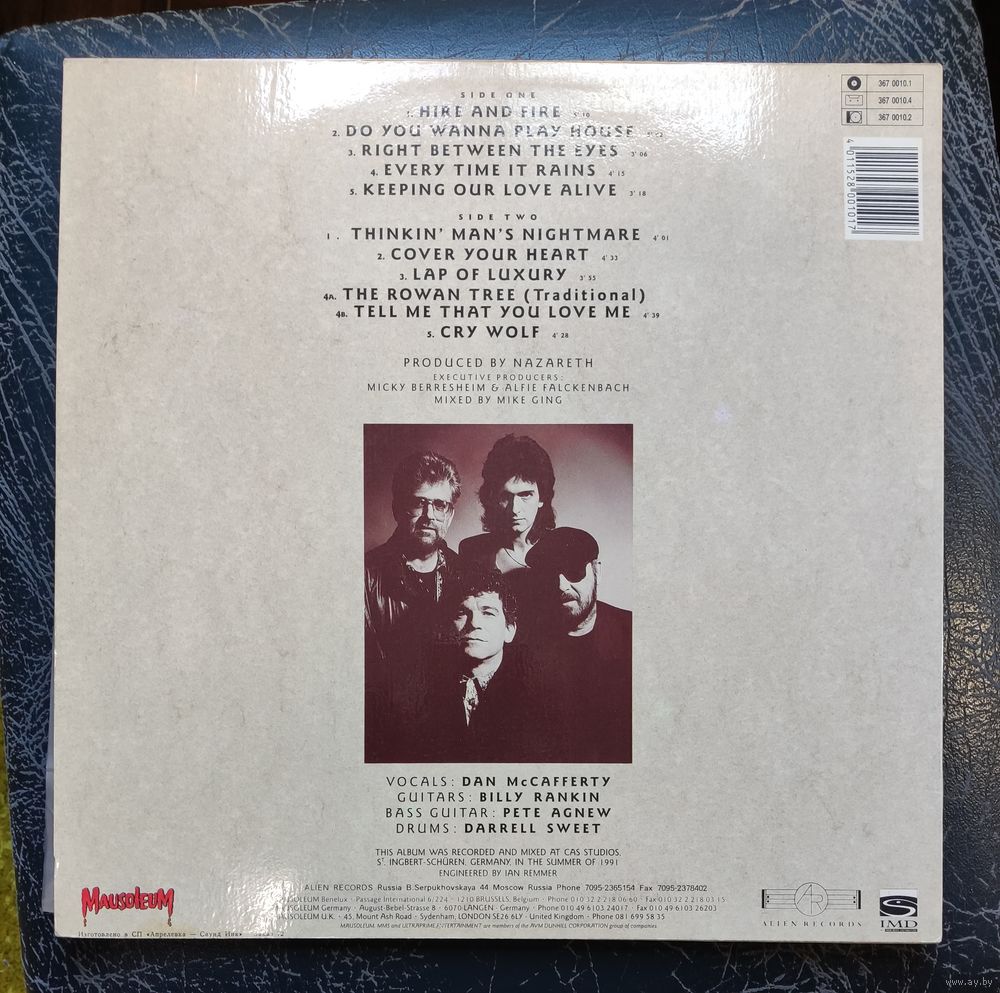 SIDE ONE
1. HIRE AND FIRE 5'10
2. DO YOU WANNA PLAY HOUSE
3. RIGHT BETWEEN THE EYES 3'06
4. EVERY TIME IT RAINS 4'15
5. KEEPING OUR LOVE ALIVE 3'18
SIDE TWO
1. THINKIN' MAN'S NIGHTMARE 4'01
2. COVER YOUR HEART 4'33
3. LAP OF LUXURY 3'55
4A. THE ROWAN TREE (Traditional)
4B. TELL ME THAT YOU LOVE ME 4'39
5. CRY WOLF 4'28
PRODUCED BY NAZARETH
EXECUTIVE PRODUCERS:
MICKY BERRESHEIM & ALFIE FALCKENBACH
MIXED BY MIKE GING
367 0010.1
367 0010.4
367 0010.2
4011528001017
VOCALS: DAN McCAFFERTY
GUITARS: BILLY RANKIN
BASS GUITAR: PETE AGNEW
DRUMS: DARRELL SWEET
THIS ALBUM WAS RECORDED AND MIXED AT CAS STUDIOS,
ST. INGBERT-SCHÜREN, GERMANY, IN THE SUMMER OF 1991
ENGINEERED BY IAN REMMER
ALIEN RECORDS Russia B.Serpukhovskaya 44 Moscow Russia Phone 7095-2365154 Fax 7095-2378402
MAUSOLEUM Benelux · Passage International 6/224 · 1210 BRUSSELS, Belgium · Phone 010 32 2 218 06 60 · Fax 010 32 2 218 03 15
MAUSOLEUM Germany · August-Bebel-Strasse 8 · 6070 LANGEN · Germany · Phone 010 49 6103 24017 · Fax 010 49 6103 26203
MAUSOLEUM U.K. · 45, Mount Ash Road · Sydenham, LONDON SE26 6LY · United Kingdom · Phone 081 699 58 35
MAUSOLEUM, MMS and ULTRAPRIME ENTERTAINMENT are members of the AVM DUNHILL CORPORATION group of companies
MAUSOLEUM
Изготовлено в СП «Апрелевка — Саунд Инк»
AR
ALIEN RECORDS
IMD
www.ay.by